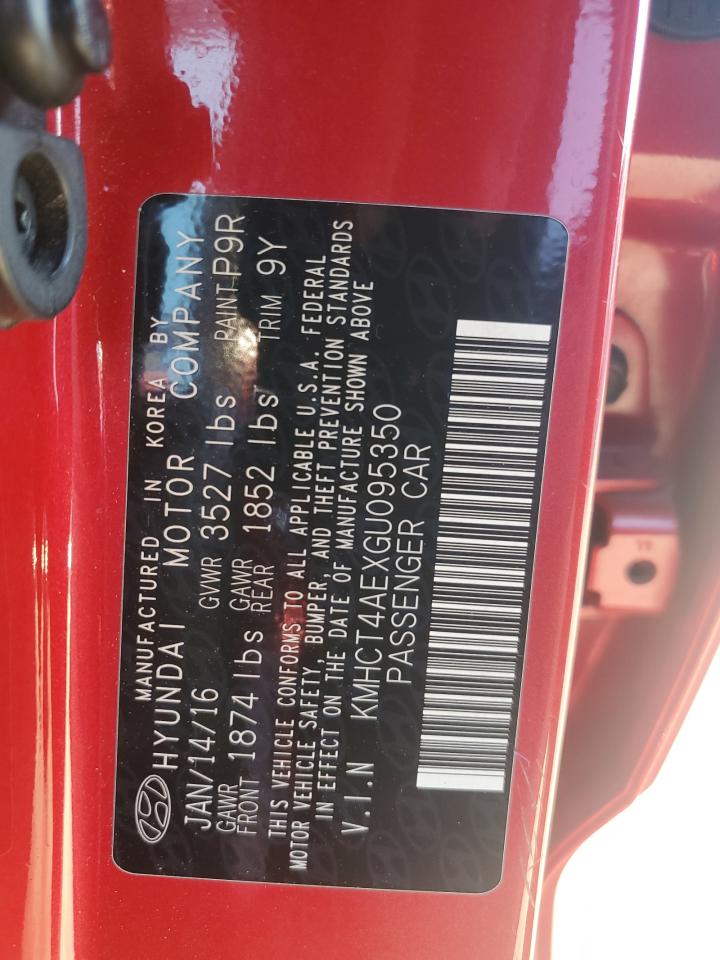 MANUFACTURED IN KOREA BY
HYUNDAI MOTOR COMPANY
JAN/14/16 GVWR 3527 lbs PAINT P9R
GAWR FRONT 1874 lbs GAWR REAR 1852 lbs TRIM 9Y
THIS VEHICLE CONFORMS TO ALL APPLICABLE U.S.A. FEDERAL
MOTOR VEHICLE SAFETY, BUMPER, AND THEFT PREVENTION STANDARDS
IN EFFECT ON THE DATE OF MANUFACTURE SHOWN ABOVE
V.I.N KMHCT4AEXGU095350
PASSENGER CAR